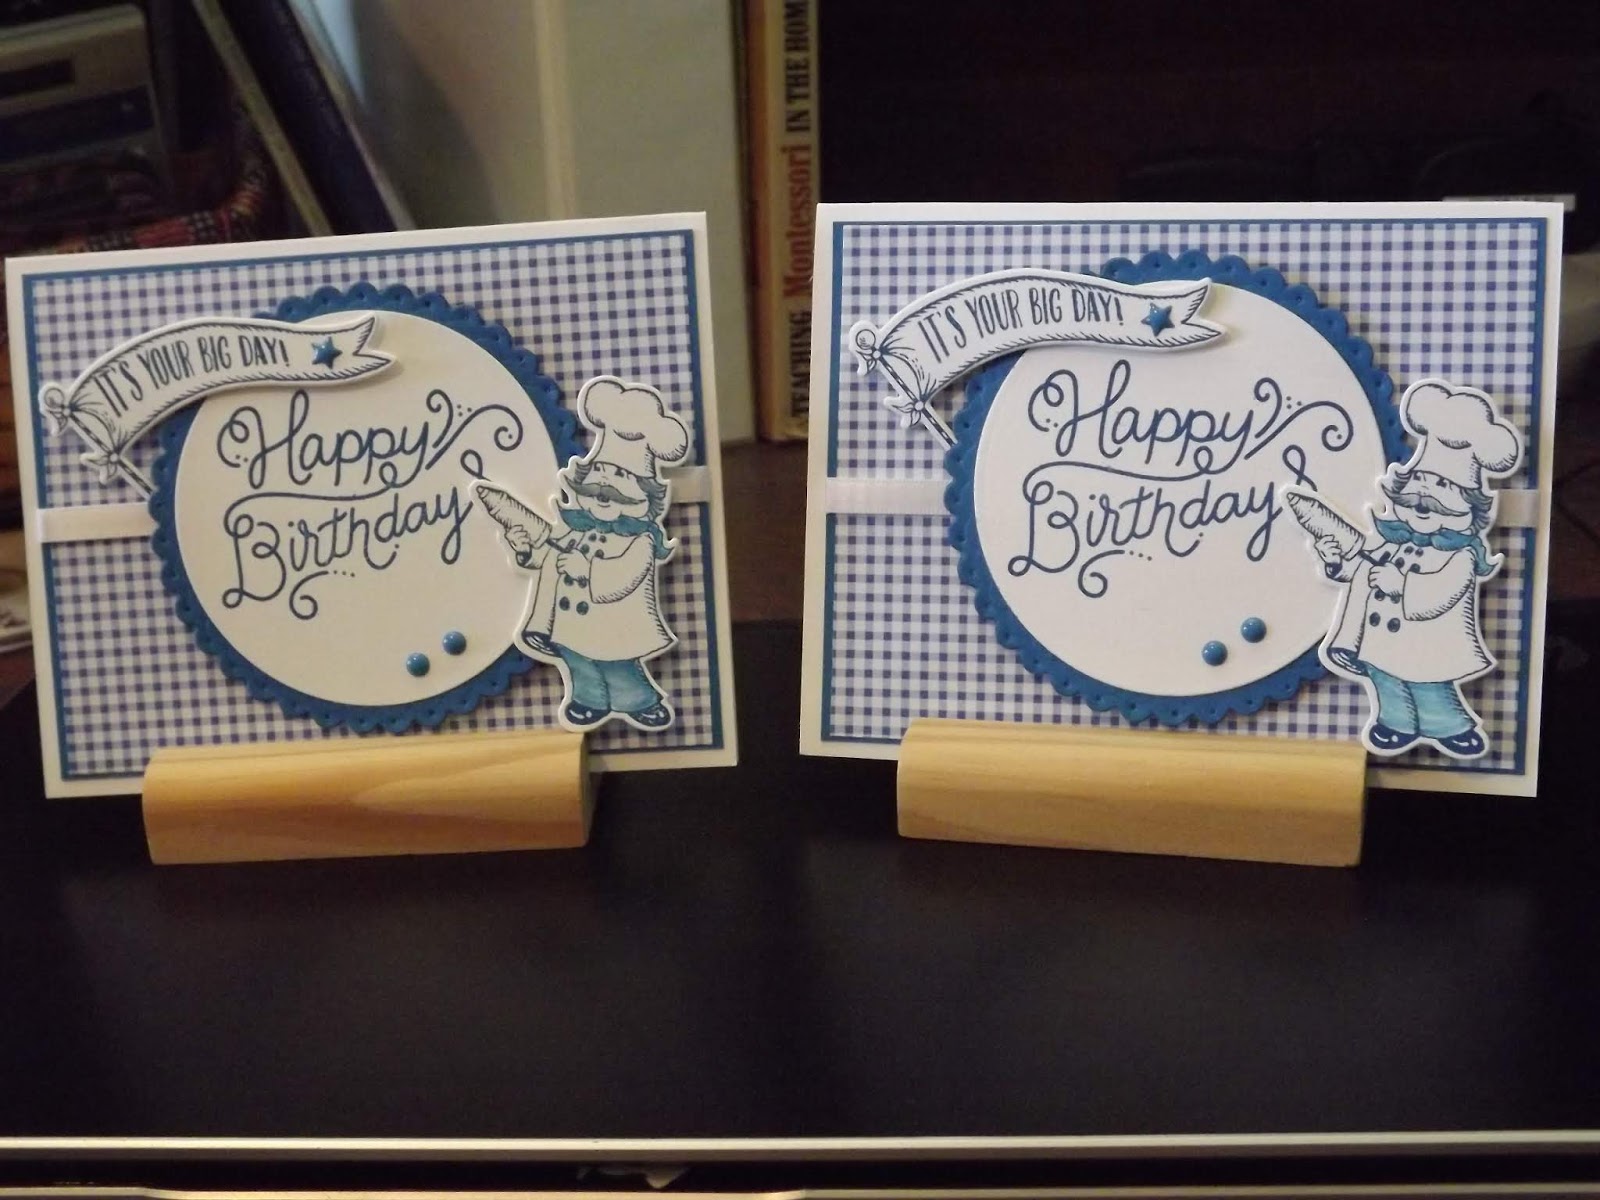 TEACHING Montessori IN THE HOME
IT'S YOUR BIG DAY!
Happy
Birthday
IT'S YOUR BIG DAY!
Happy
Birthday